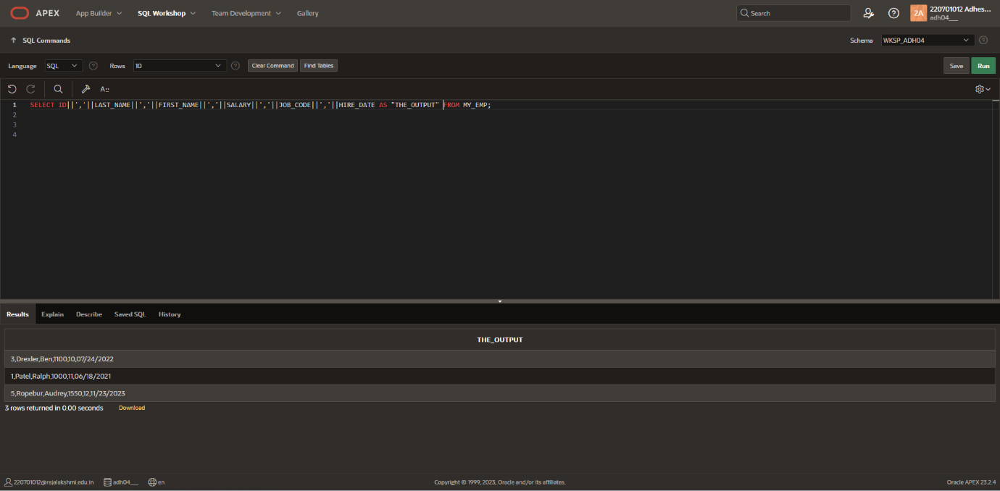 APEX App Builder SQL Workshop Team Development Gallery Search 2A 220701012 Adhes...
adh04___
SQL Commands Schema WKSP_ADH04
Language SQL Rows 10 Clear Command Find Tables Save Run
A::
1 SELECT ID||','||LAST_NAME||','||FIRST_NAME||','||SALARY||','||JOB_CODE||','||HIRE_DATE AS "THE_OUTPUT" FROM MY_EMP;
2
3
4
Results Explain Describe Saved SQL History
THE_OUTPUT
3,Drexler,Ben,1100,10,07/24/2022
1,Patel,Ralph,1000,11,06/18/2021
5,Ropebur,Audrey,1550,12,11/23/2023
3 rows returned in 0.00 seconds Download
220701012@rajalakshmi.edu.in adh04___ en Copyright © 1999, 2023, Oracle and/or its affiliates. Oracle APEX 23.2.4